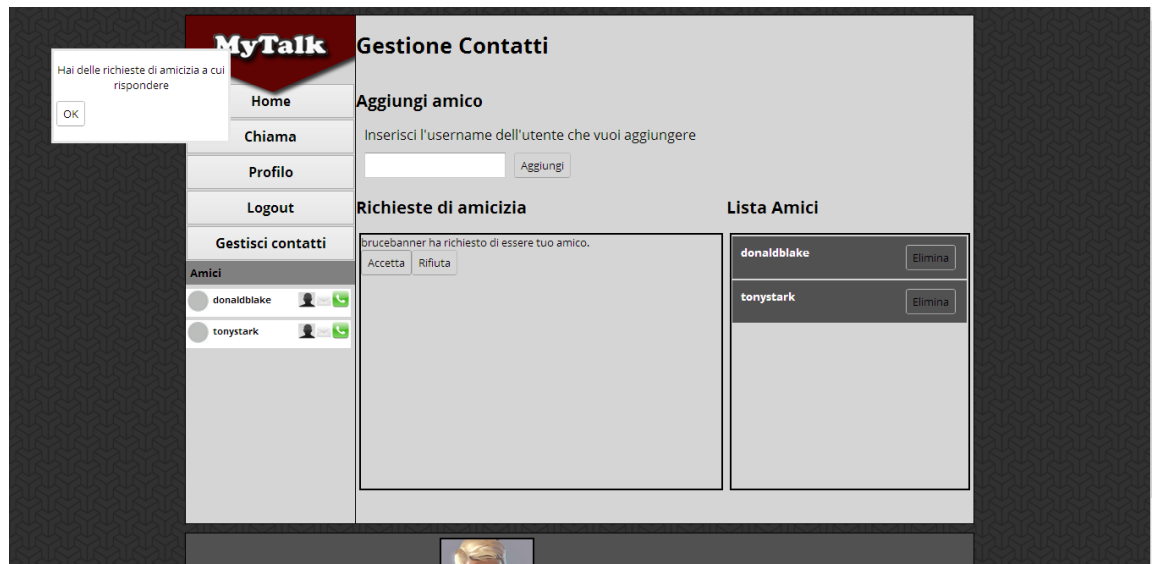 MyTalk
Hai delle richieste di amicizia a cui
rispondere
OK
Home
Chiama
Profilo
Logout
Gestisci contatti
Amici
donaldblake
tonystark
Gestione Contatti
Aggiungi amico
Inserisci l'username dell'utente che vuoi aggiungere
Aggiungi
Richieste di amicizia
brucebanner ha richiesto di essere tuo amico.
Accetta Rifiuta
Lista Amici
donaldblake Elimina
tonystark Elimina